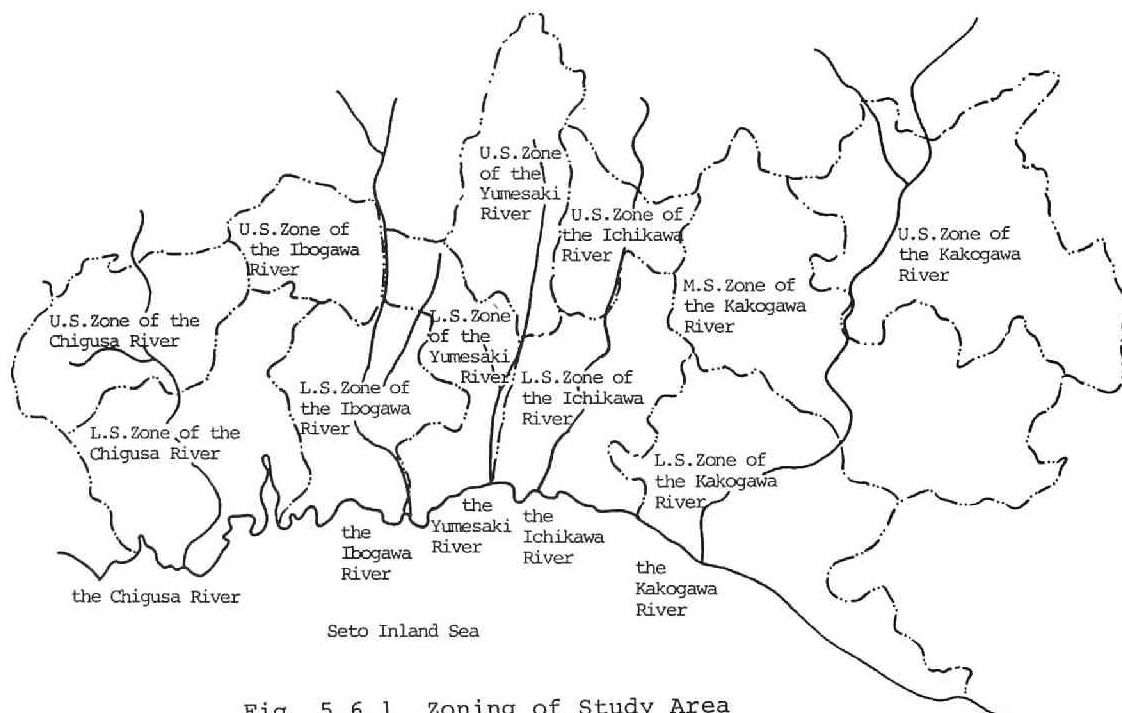 U.S.Zone
of the
Yumesaki
River
U.S.Zone of
the Ichikawa
River
U.S.Zone of
the Ibogawa
River
U.S.Zone of
the Kakogawa
River
M.S.Zone of
the Kakogawa
River
U.S.Zone of the
Chigusa River
L.S.Zone
of the
Yumesaki
River
L.S.Zone of
the Ibogawa
River
L.S.Zone of
the Ichikawa
River
L.S.Zone of the
Chigusa River
L.S.Zone of
the Kakogawa
River
the
Ibogawa
River
the
Yumesaki
River
the
Ichikawa
River
the
Kakogawa
River
the Chigusa River
Seto Inland Sea
Fig. 5.6.1 Zoning of Study Area